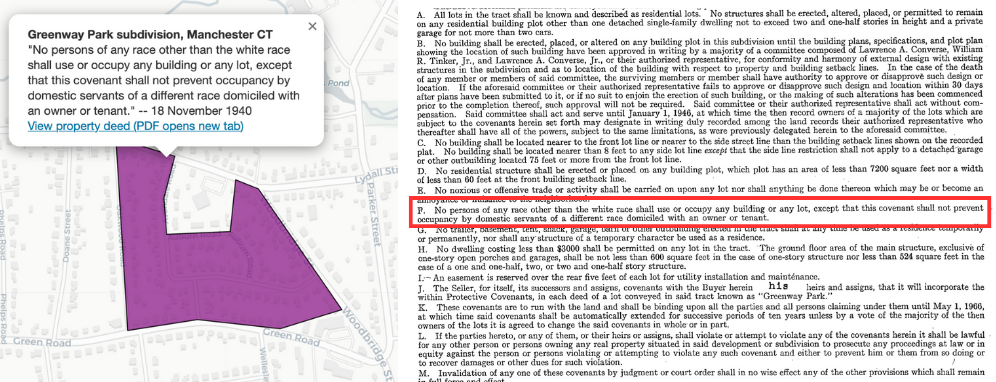 ×
Greenway Park subdivision, Manchester CT
"No persons of any race other than the white race
shall use or occupy any building or any lot, except
that this covenant shall not prevent occupancy by
domestic servants of a different race domiciled with
an owner or tenant." -- 18 November 1940
View property deed (PDF opens new tab)
Pond
Lydall St
Parker Street
Doane Street
Phelps Road
Green Road
Green Road
Woodbridge St
A. All lots in the tract shall be known and described as residential lots. No structures shall be erected, altered, placed, or permitted to remain
on any residential building plot other than one detached single-family dwelling not to exceed two and one-half stories in height and a private
garage for not more than two cars.
B. No building shall be erected, placed, or altered on any building plot in this subdivision until the building plans, specifications, and plot plan
showing the location of such building have been approved in writing by a majority of a committee composed of Lawrence A. Converse, William
R. Tinker, Jr., and Lawrence A. Converse, Jr., or their authorized representative, for conformity and harmony of external design with existing
structures in the subdivision and as to location of the building with respect to property and building setback lines. In the case of the death
of any member or members of said committee, the surviving members or member shall have authority to approve or disapprove such design or
location. If the aforesaid committee or their authorized representative fails to approve or disapprove such design and location within 30 days
after plans have been submitted to it, or if no suit to enjoin the erection of such building, or the making of such alterations has been commenced
prior to the completion thereof, such approval will not be required. Said committee or their authorized representative shall act without com-
pensation. Said committee shall act and serve until January 1, 1946, at which time the then record owners of a majority of the lots which are
subject to the covenants herein set forth may designate in writing duly recorded among the land records their authorized representative who
thereafter shall have all of the powers, subject to the same limitations, as were previously delegated herein to the aforesaid committee.
C. No building shall be located nearer to the front lot line or nearer to the side street line than the building setback lines shown on the recorded
plat. No building shall be located nearer than 8 feet to any side lot line except that the side line restriction shall not apply to a detached garage
or other outbuilding located 75 feet or more from the front lot line.
D. No residential structure shall be erected or placed on any building plot, which plot has an area of less than 7200 square feet nor a width
of less than 60 feet at the front building setback line.
E. No noxious or offensive trade or activity shall be carried on upon any lot nor shall anything be done thereon which may be or become an
annoyance or nuisance to the neighborhood.
F. No persons of any race other than the white race shall use or occupy any building or any lot, except that this covenant shall not prevent
occupancy by domestic servants of a different race domiciled with an owner or tenant.
G. No trailer, basement, tent, shack, garage, barn or other outbuilding erected in the tract shall at any time be used as a residence temporarily
or permanently, nor shall any structure of a temporary character be used as a residence.
H. No dwelling costing less than $3000 shall be permitted on any lot in the tract. The ground floor area of the main structure, exclusive of
one-story open porches and garages, shall be not less than 600 square feet in the case of one-story structure nor less than 524 square feet in the
case of a one and one-half, two, or two and one-half story structure.
I. An easement is reserved over the rear five feet of each lot for utility installation and maintenance.
J. The Seller, for itself, its successors and assigns, covenants with the Buyer herein his heirs and assigns, that it will incorporate the
within Protective Covenants, in each deed of a lot conveyed in said tract known as "Greenway Park."
K. These covenants are to run with the land and shall be binding upon all the parties and all persons claiming under them until May 1, 1966,
at which time said covenants shall be automatically extended for successive periods of ten years unless by a vote of the majority of the then
owners of the lots it is agreed to change the said covenants in whole or in part.
L. If the parties hereto, or any of them, or their heirs or assigns, shall violate or attempt to violate any of the covenants herein it shall be lawful
for any other person or persons owning any real property situated in said development or subdivision to prosecute any proceedings at law or in
equity against the person or persons violating or attempting to violate any such covenant and either to prevent him or them from so doing or
to recover damages or other dues for such violation.
M. Invalidation of any one of these covenants by judgment or court order shall in no wise effect any of the other provisions which shall remain
in full force and effect.